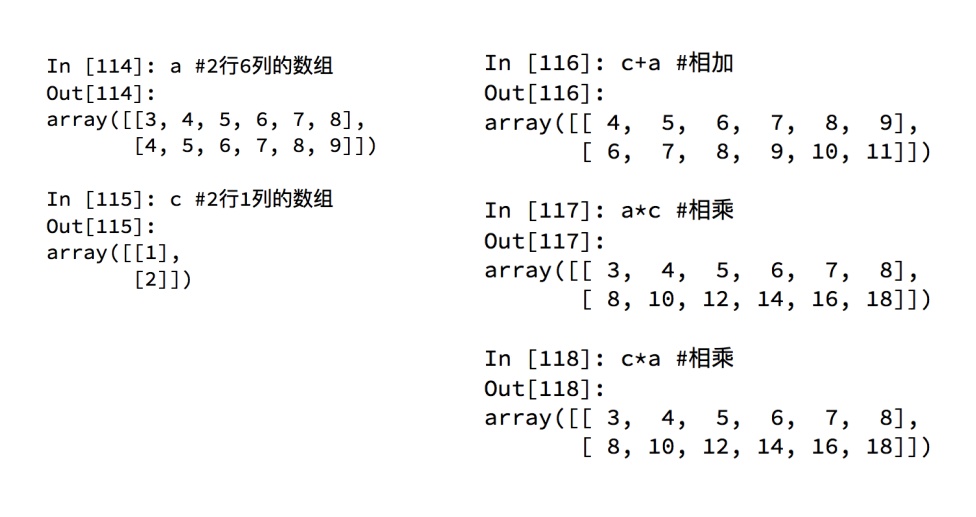 In [114]: a #2行6列的数组
Out[114]:
array([[3, 4, 5, 6, 7, 8],
       [4, 5, 6, 7, 8, 9]])
In [115]: c #2行1列的数组
Out[115]:
array([[1],
       [2]])
In [116]: c+a #相加
Out[116]:
array([[ 4,  5,  6,  7,  8,  9],
       [ 6,  7,  8,  9, 10, 11]])
In [117]: a*c #相乘
Out[117]:
array([[ 3,  4,  5,  6,  7,  8],
       [ 8, 10, 12, 14, 16, 18]])
In [118]: c*a #相乘
Out[118]:
array([[ 3,  4,  5,  6,  7,  8],
       [ 8, 10, 12, 14, 16, 18]])